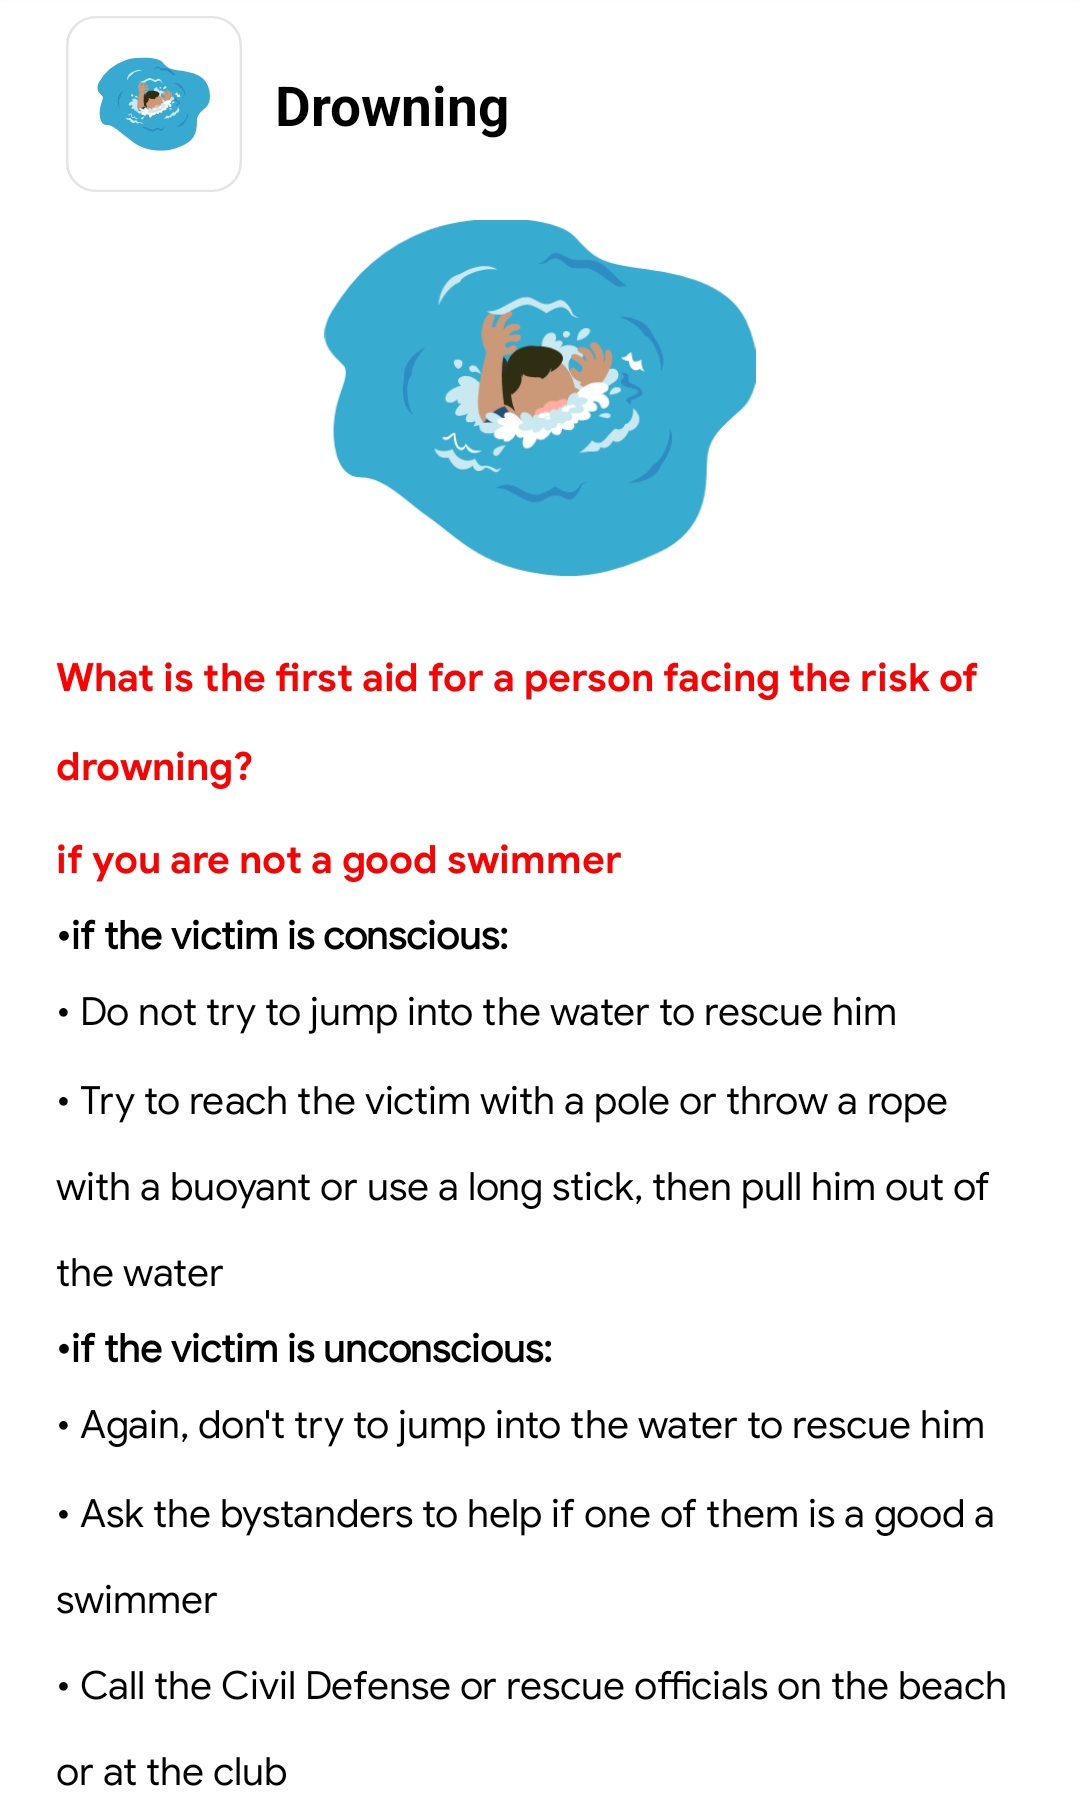 Drowning
What is the first aid for a person facing the risk of
drowning?
if you are not a good swimmer
•if the victim is conscious:
• Do not try to jump into the water to rescue him
• Try to reach the victim with a pole or throw a rope
with a buoyant or use a long stick, then pull him out of
the water
•if the victim is unconscious:
• Again, don't try to jump into the water to rescue him
• Ask the bystanders to help if one of them is a good a
swimmer
• Call the Civil Defense or rescue officials on the beach
or at the club